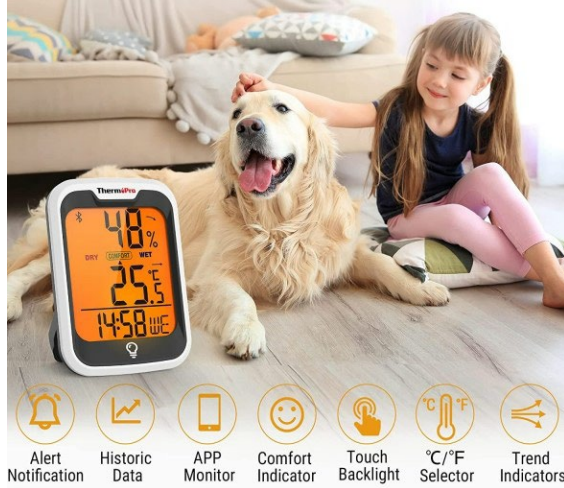 ThermoPro
48%
DRY COMFORT WET
25.5°C
14:58 WE
Alert
Notification
Historic
Data
APP
Monitor
Comfort
Indicator
Touch
Backlight
°C °F
°C/°F
Selector
Trend
Indicators